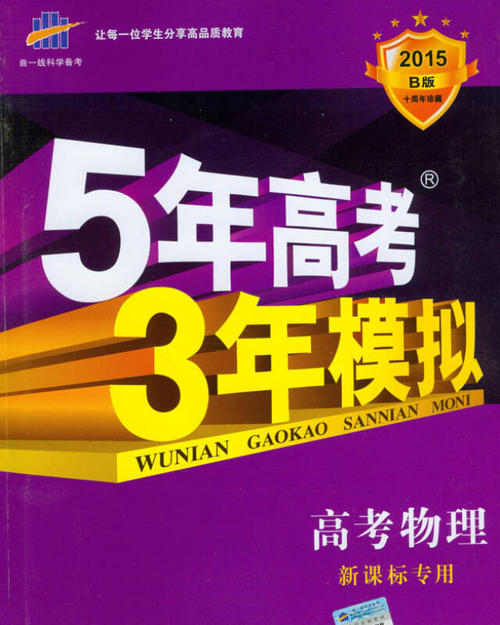 曲一线科学备考
让每一位学生分享高品质教育
2015
B版
十周年珍藏
5年高考®
3年模拟
WUNIAN GAOKAO SANNIAN MONI
高考物理
新课标专用